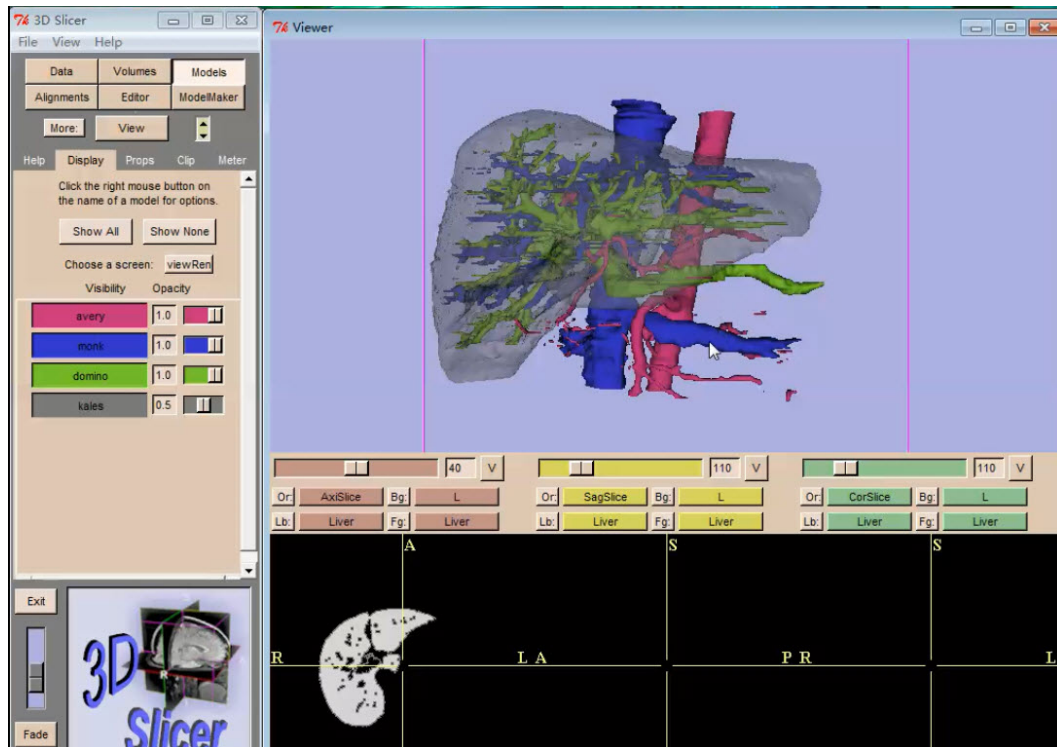 3D Slicer
File View Help
Data Volumes Models
Alignments Editor ModelMaker
More: View
Help Display Props Clip Meter
Click the right mouse button on
the name of a model for options.
Show All Show None
Choose a screen: viewRen
Visibility Opacity
avery 1.0
monk 1.0
domino 1.0
kales 0.5
Exit
Fade
3D
Slicer
R
Viewer
40 V 110 V 110 V
Or: AxiSlice Bg: L Or: SagSlice Bg: L Or: CorSlice Bg: L
Lb: Liver Fg: Liver Lb: Liver Fg: Liver Lb: Liver Fg: Liver
A S S
R L A P R L